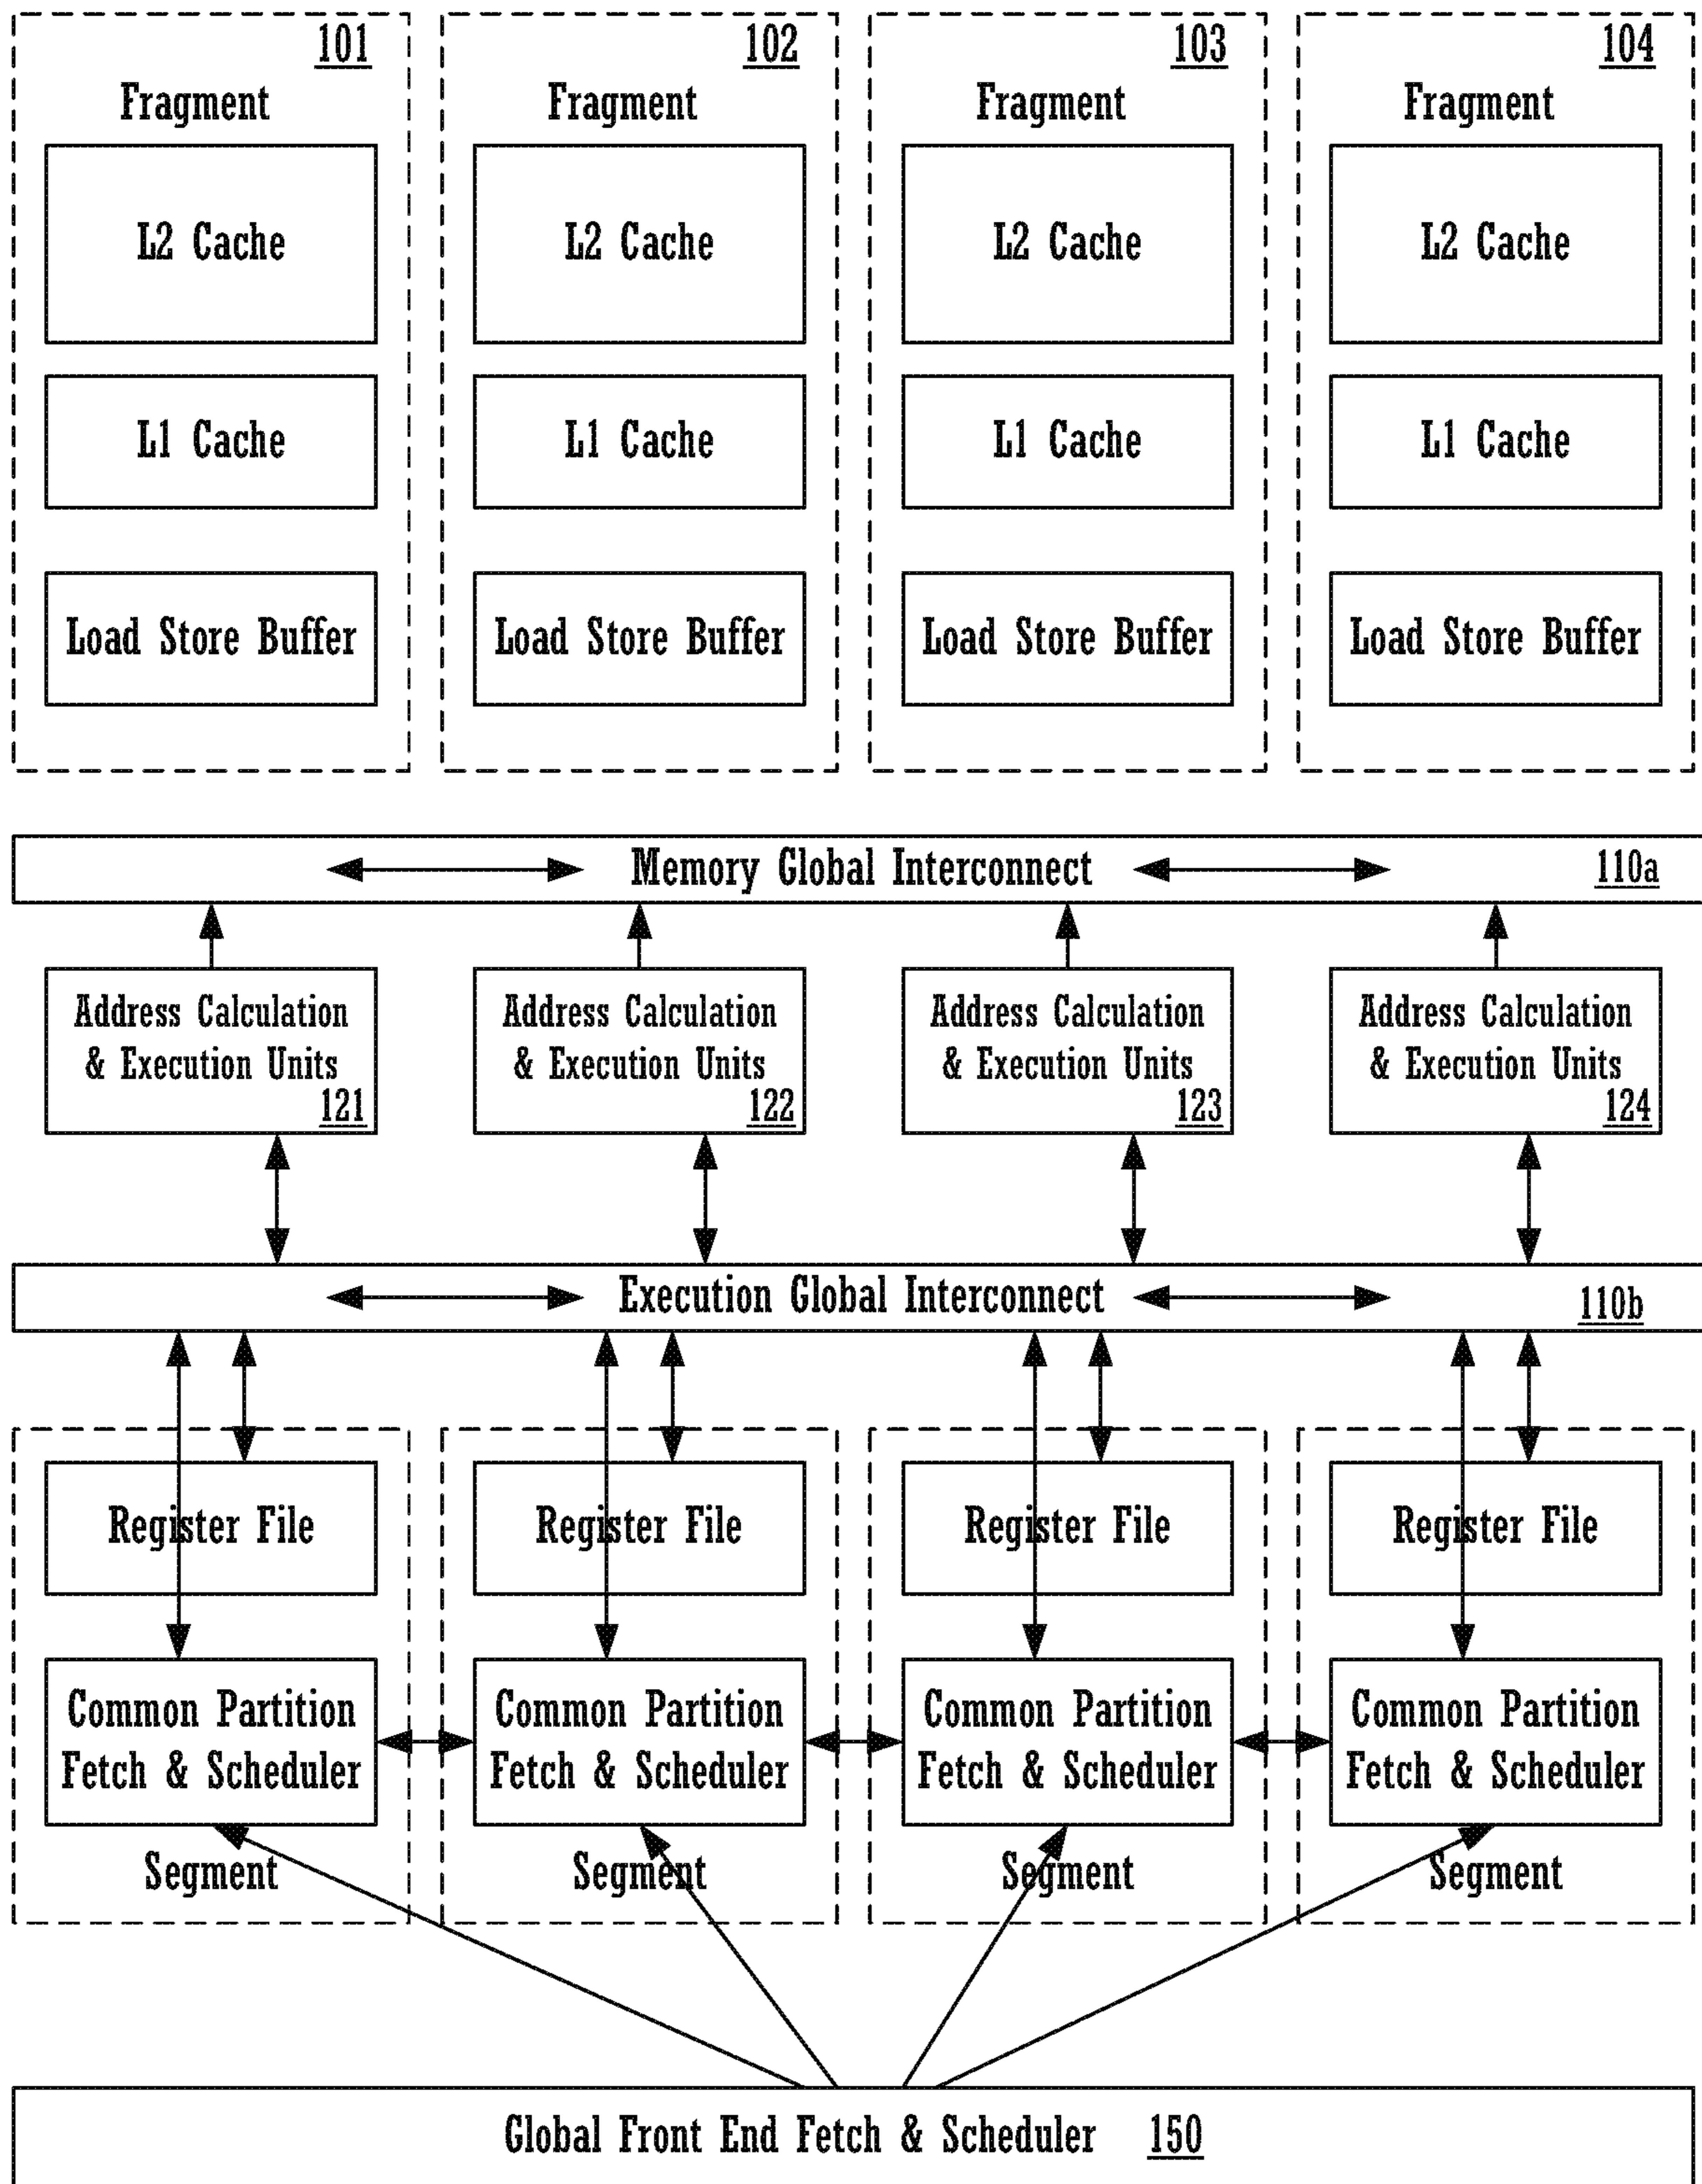 101 102 103 104
Fragment Fragment Fragment Fragment
L2 Cache L2 Cache L2 Cache L2 Cache
L1 Cache L1 Cache L1 Cache L1 Cache
Load Store Buffer Load Store Buffer Load Store Buffer Load Store Buffer
Memory Global Interconnect 110a
Address Calculation Address Calculation Address Calculation Address Calculation
& Execution Units & Execution Units & Execution Units & Execution Units
121 122 123 124
Execution Global Interconnect 110b
Register File Register File Register File Register File
Common Partition Common Partition Common Partition Common Partition
Fetch & Scheduler Fetch & Scheduler Fetch & Scheduler Fetch & Scheduler
Segment Segment Segment Segment
Global Front End Fetch & Scheduler 150